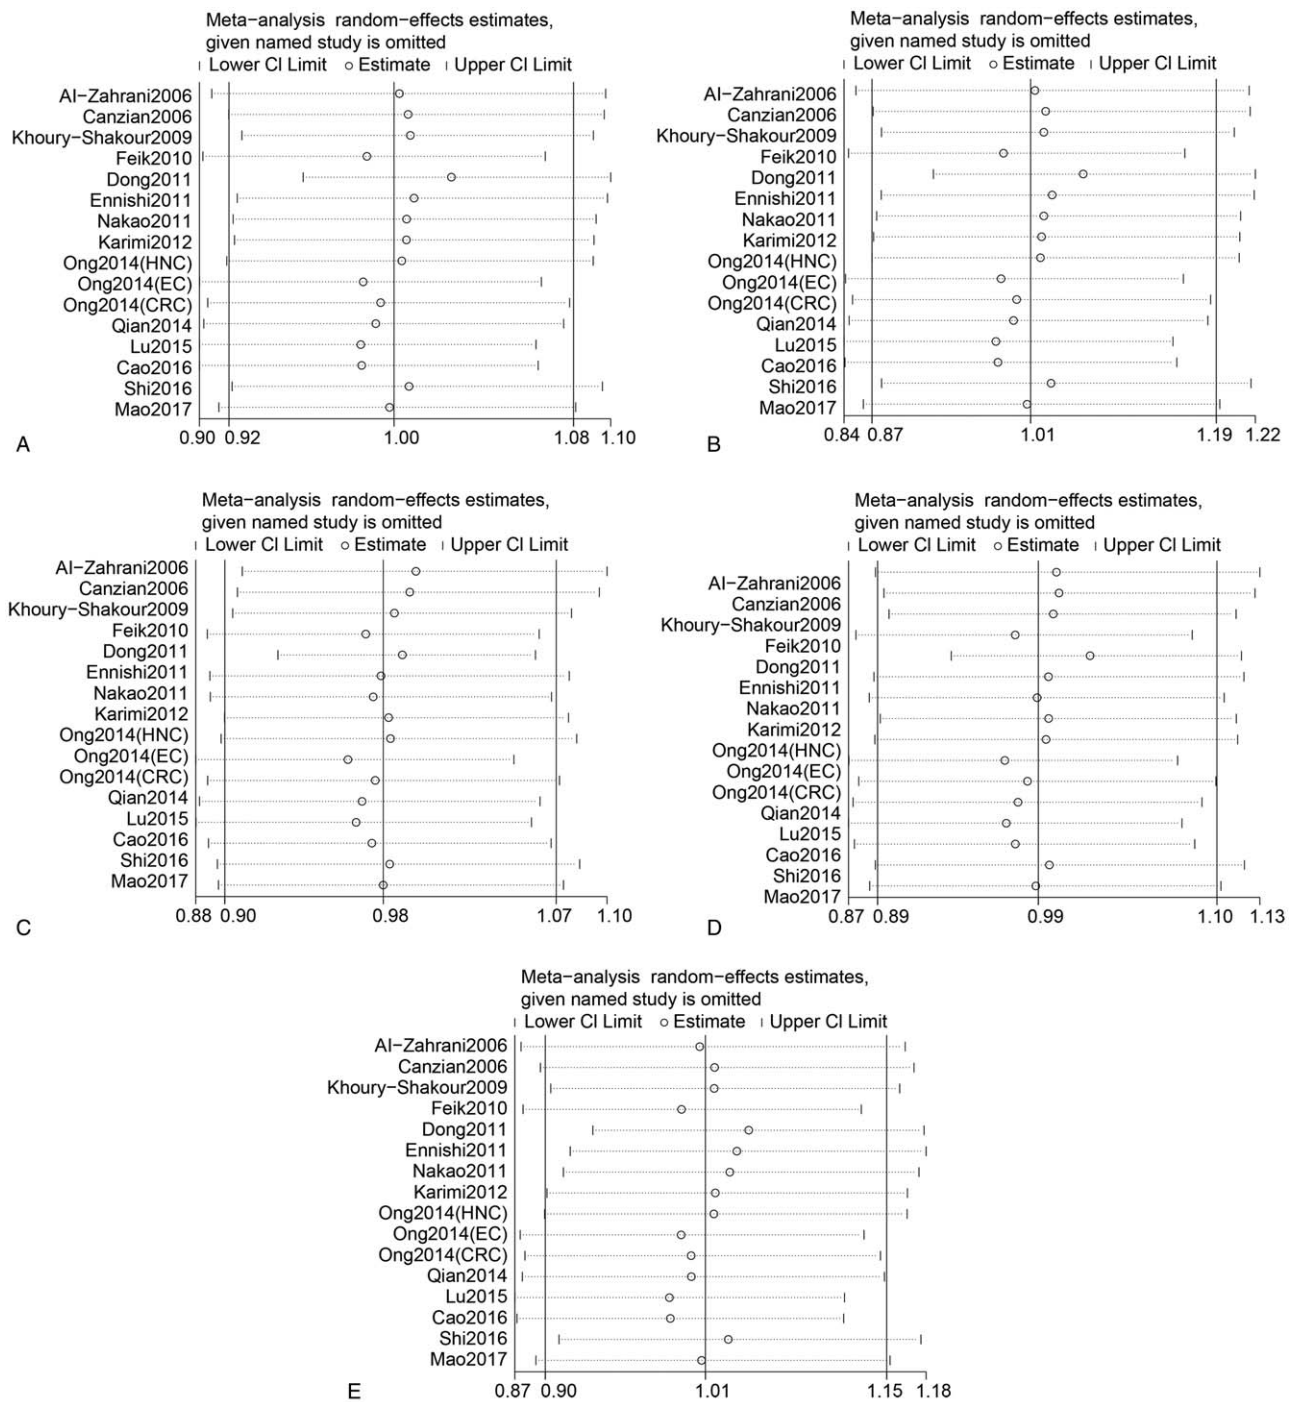 Meta−analysis random−effects estimates,
given named study is omitted
Lower CI Limit Estimate Upper CI Limit
Al−Zahrani2006
Canzian2006
Khoury−Shakour2009
Feik2010
Dong2011
Ennishi2011
Nakao2011
Karimi2012
Ong2014(HNC)
Ong2014(EC)
Ong2014(CRC)
Qian2014
Lu2015
Cao2016
Shi2016
Mao2017
0.90 0.92 1.00 1.08 1.10
A
Meta−analysis random−effects estimates,
given named study is omitted
Lower CI Limit Estimate Upper CI Limit
Al−Zahrani2006
Canzian2006
Khoury−Shakour2009
Feik2010
Dong2011
Ennishi2011
Nakao2011
Karimi2012
Ong2014(HNC)
Ong2014(EC)
Ong2014(CRC)
Qian2014
Lu2015
Cao2016
Shi2016
Mao2017
0.84 0.87 1.01 1.19 1.22
B
Meta−analysis random−effects estimates,
given named study is omitted
Lower CI Limit Estimate Upper CI Limit
Al−Zahrani2006
Canzian2006
Khoury−Shakour2009
Feik2010
Dong2011
Ennishi2011
Nakao2011
Karimi2012
Ong2014(HNC)
Ong2014(EC)
Ong2014(CRC)
Qian2014
Lu2015
Cao2016
Shi2016
Mao2017
0.88 0.90 0.98 1.07 1.10
C
Meta−analysis random−effects estimates,
given named study is omitted
Lower CI Limit Estimate Upper CI Limit
Al−Zahrani2006
Canzian2006
Khoury−Shakour2009
Feik2010
Dong2011
Ennishi2011
Nakao2011
Karimi2012
Ong2014(HNC)
Ong2014(EC)
Ong2014(CRC)
Qian2014
Lu2015
Cao2016
Shi2016
Mao2017
0.87 0.89 0.99 1.10 1.13
D
Meta−analysis random−effects estimates,
given named study is omitted
Lower CI Limit Estimate Upper CI Limit
Al−Zahrani2006
Canzian2006
Khoury−Shakour2009
Feik2010
Dong2011
Ennishi2011
Nakao2011
Karimi2012
Ong2014(HNC)
Ong2014(EC)
Ong2014(CRC)
Qian2014
Lu2015
Cao2016
Shi2016
Mao2017
0.87 0.90 1.01 1.15 1.18
E